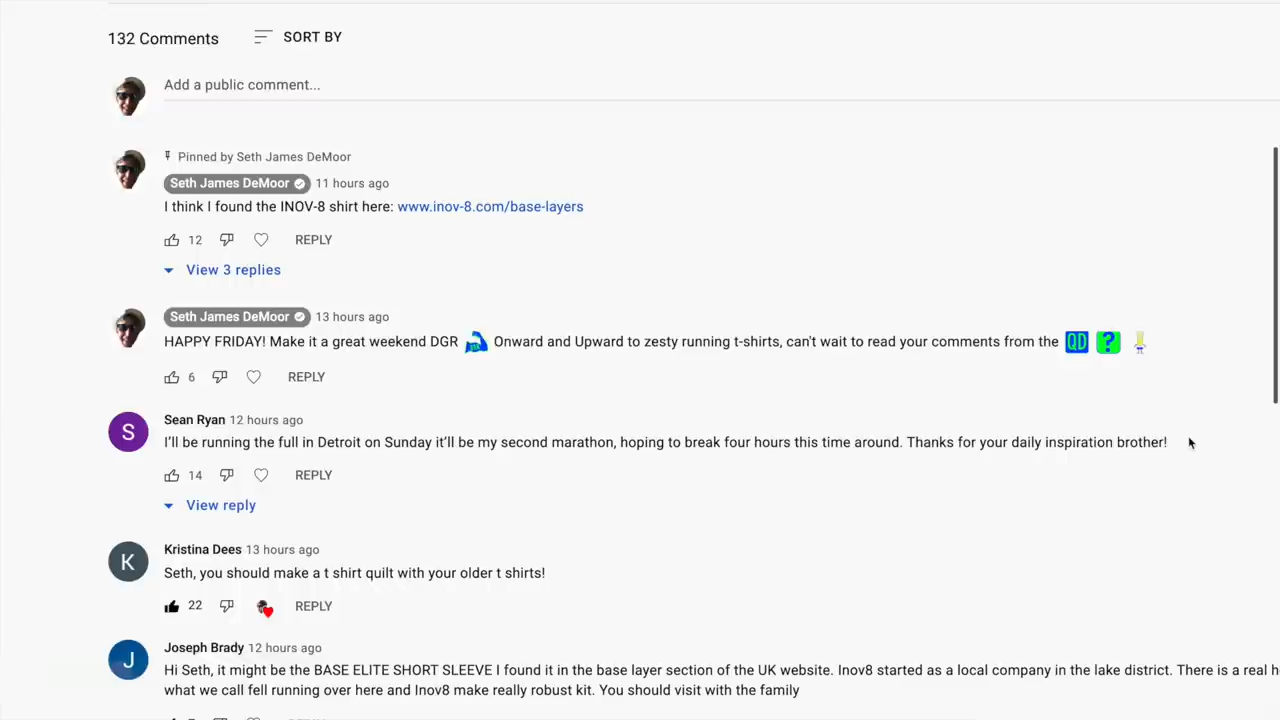 132 Comments
SORT BY
Add a public comment...
Pinned by Seth James DeMoor
Seth James DeMoor 11 hours ago
I think I found the INOV-8 shirt here: www.inov-8.com/base-layers
12 REPLY
View 3 replies
Seth James DeMoor 13 hours ago
HAPPY FRIDAY! Make it a great weekend DGR Onward and Upward to zesty running t-shirts, can't wait to read your comments from the QD ?
6 REPLY
S
Sean Ryan 12 hours ago
I'll be running the full in Detroit on Sunday it'll be my second marathon, hoping to break four hours this time around. Thanks for your daily inspiration brother!
14 REPLY
View reply
K
Kristina Dees 13 hours ago
Seth, you should make a t shirt quilt with your older t shirts!
22 REPLY
J
Joseph Brady 12 hours ago
Hi Seth, it might be the BASE ELITE SHORT SLEEVE I found it in the base layer section of the UK website. Inov8 started as a local company in the lake district. There is a real
what we call fell running over here and Inov8 make really robust kit. You should visit with the family